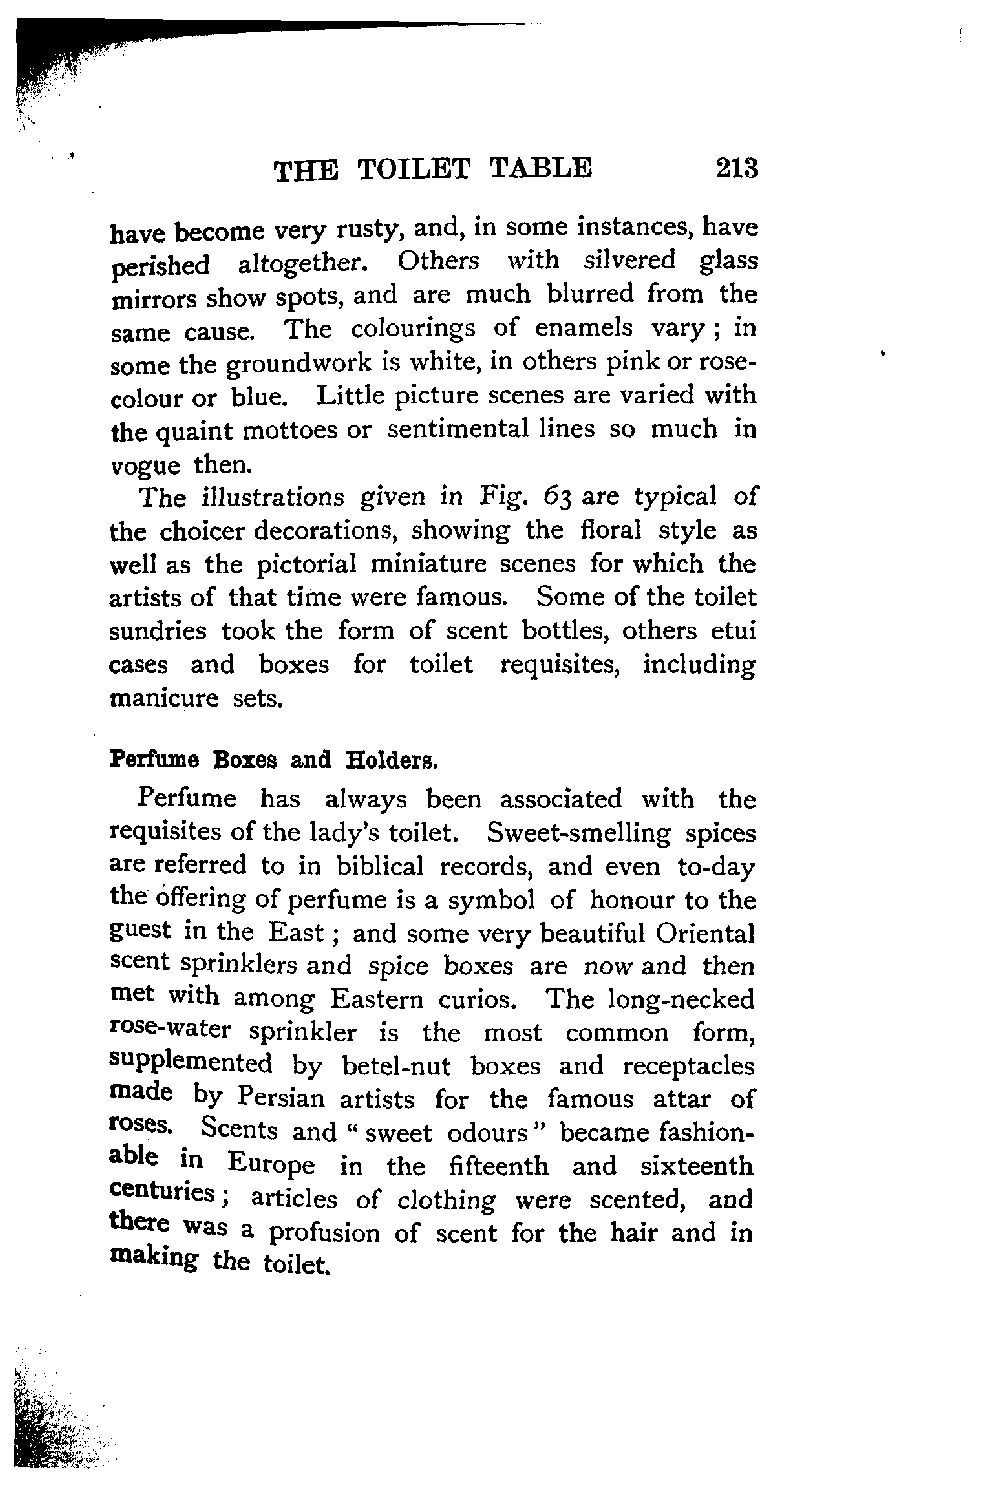 THE TOILET TABLE 213
have become very rusty, and, in some instances, have
perished altogether. Others with silvered glass
mirrors show spots, and are much blurred from the
same cause. The colourings of enamels vary ; in
some the groundwork is white, in others pink or rose-
colour or blue. Little picture scenes are varied with
the quaint mottoes or sentimental lines so much in
vogue then.
The illustrations given in Fig. 63 are typical of
the choicer decorations, showing the floral style as
well as the pictorial miniature scenes for which the
artists of that time were famous. Some of the toilet
sundries took the form of scent bottles, others etui
cases and boxes for toilet requisites, including
manicure sets.
Perfume Boxes and Holders.
Perfume has always been associated with the
requisites of the lady's toilet. Sweet-smelling spices
are referred to in biblical records, and even to-day
the offering of perfume is a symbol of honour to the
guest in the East ; and some very beautiful Oriental
scent sprinklers and spice boxes are now and then
met with among Eastern curios. The long-necked
rose-water sprinkler is the most common form,
supplemented by betel-nut boxes and receptacles
made by Persian artists for the famous attar of
roses. Scents and " sweet odours " became fashion-
able in Europe in the fifteenth and sixteenth
centuries ; articles of clothing were scented, and
there was a profusion of scent for the hair and in
making the toilet.